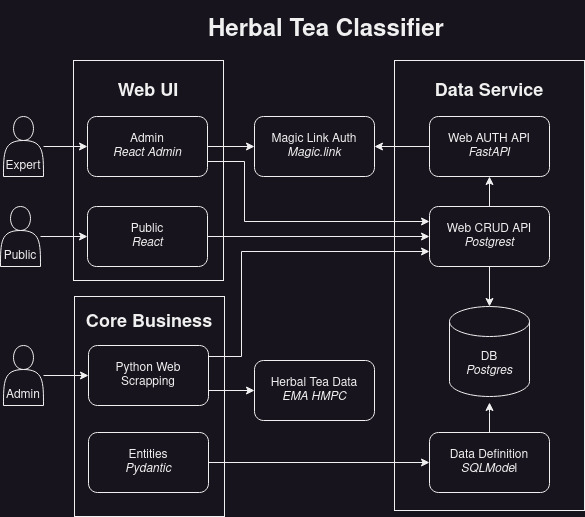 Herbal Tea Classifier
Web UI
Data Service
Expert
Admin
React Admin
Magic Link Auth
Magic.link
Web AUTH API
FastAPI
Public
Public
React
Web CRUD API
Postgrest
Core Business
Admin
Python Web
Scrapping
Herbal Tea Data
EMA HMPC
DB
Postgres
Entities
Pydantic
Data Definition
SQLModel